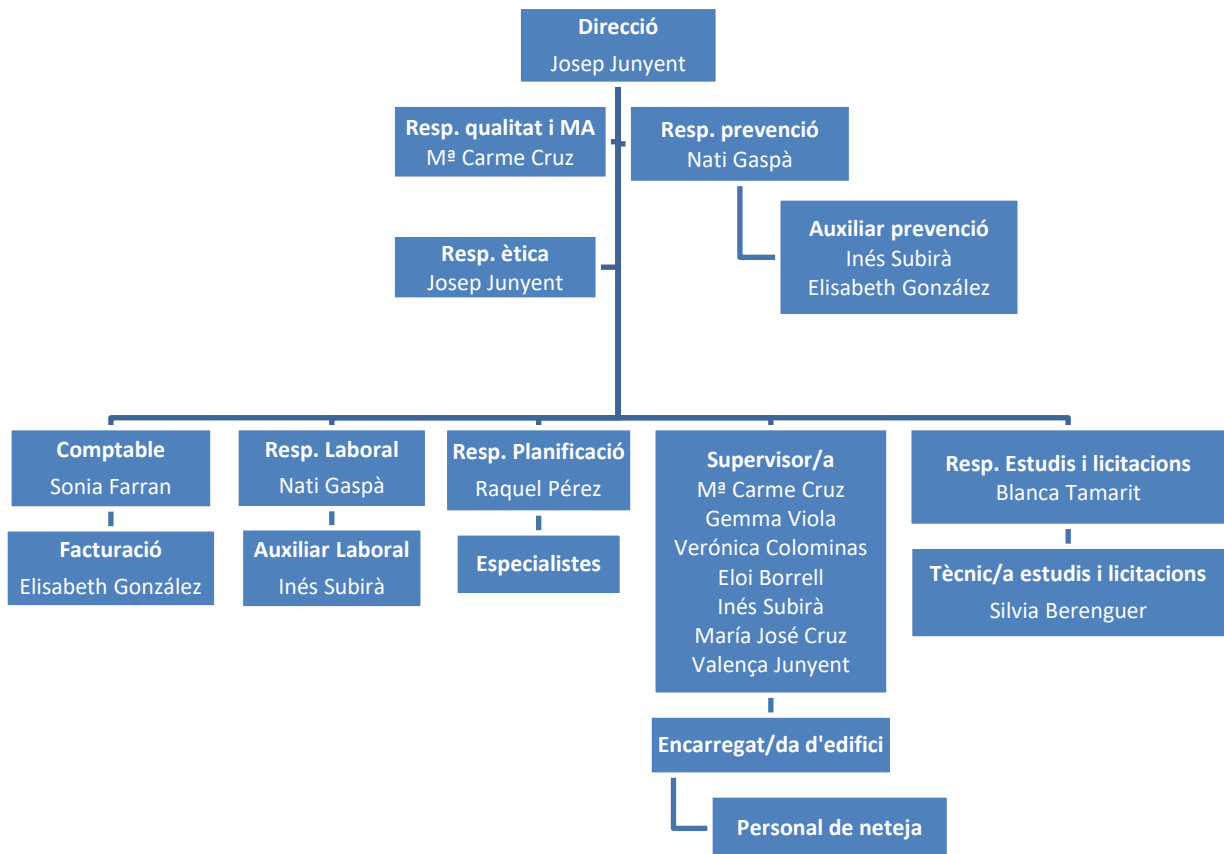 Direcció
Josep Junyent
Resp. qualitat i MA
Mª Carme Cruz
Resp. prevenció
Nati Gaspà
Auxiliar prevenció
Inés Subirà
Elisabeth González
Resp. ètica
Josep Junyent
Comptable
Sonia Farran
Facturació
Elisabeth González
Resp. Laboral
Nati Gaspà
Auxiliar Laboral
Inés Subirà
Resp. Planificació
Raquel Pérez
Especialistes
Supervisor/a
Mª Carme Cruz
Gemma Viola
Verónica Colominas
Eloi Borrell
Inés Subirà
María José Cruz
Valença Junyent
Encarregat/da d'edifici
Personal de neteja
Resp. Estudis i licitacions
Blanca Tamarit
Tècnic/a estudis i licitacions
Silvia Berenguer